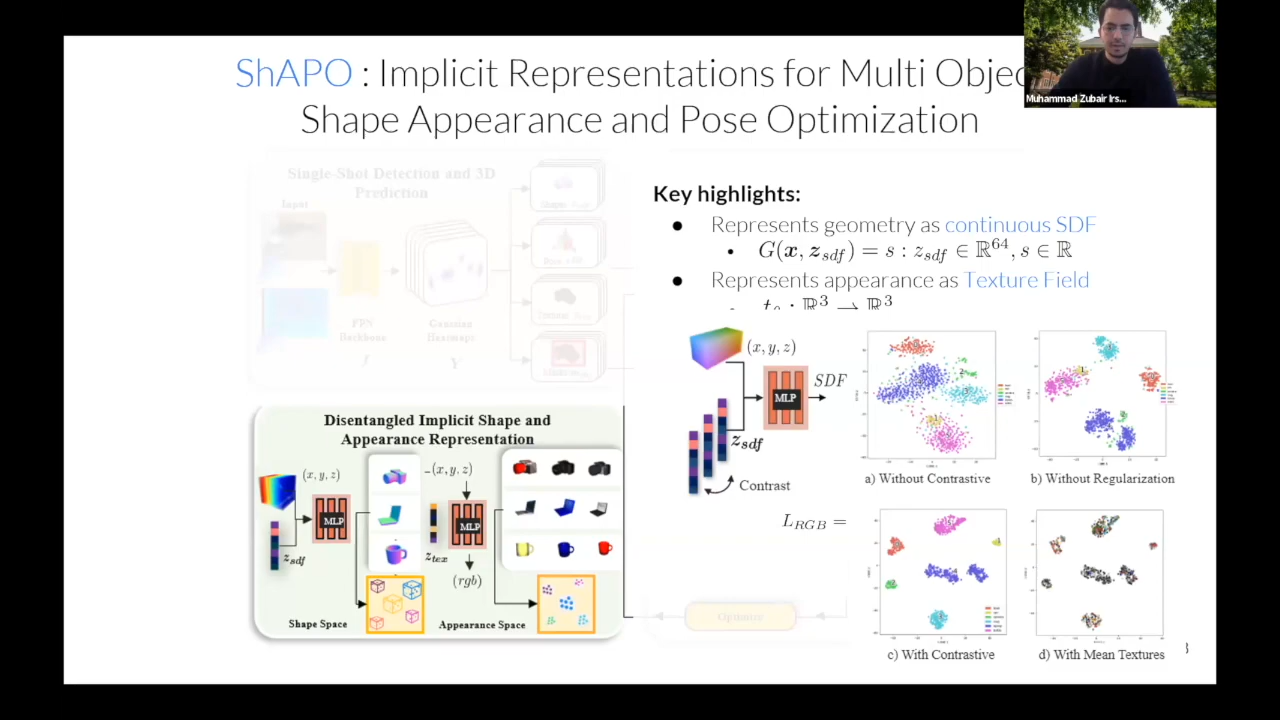 ShAPO : Implicit Representations for Multi Objec
Shape Appearance and Pose Optimization
Muhammad Zubair Irs...
Single-Shot Detection and 3D
Prediction
Input
FPN
Backbone
Gaussian
Heatmaps
Y
Key highlights:
● Represents geometry as continuous SDF
• G(x, z_sdf) = s : z_sdf ∈ ℝ^64, s ∈ ℝ
● Represents appearance as Texture Field
(x, y, z)
MLP
SDF
z_sdf
Contrast
L_RGB =
a) Without Contrastive
b) Without Regularization
c) With Contrastive
d) With Mean Textures
Disentangled Implicit Shape and
Appearance Representation
(x, y, z)
MLP
z_sdf
Shape Space
(x, y, z)
MLP
z_tex
(rgb)
Appearance Space
Optimize